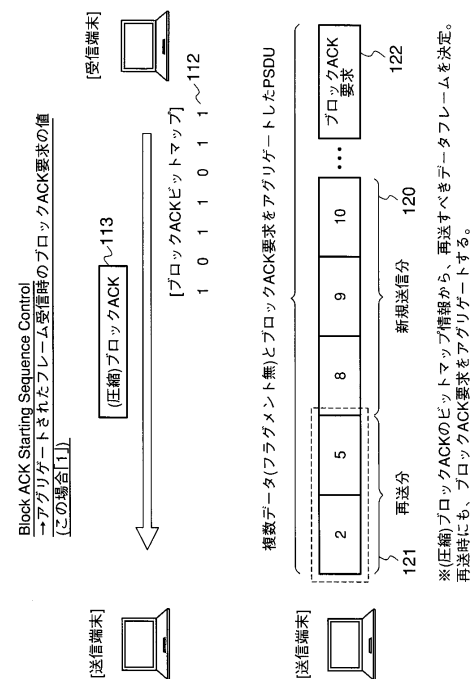 Block ACK Starting Sequence Control
→アグリゲートされたフレーム受信時のブロックACK要求の値
(この場合「1」)
[送信端末]
(圧縮)ブロックACK
113
[受信端末]
[ブロックACKビットマップ]
1 0 1 1 0 1 1 1
112
複数データ(フラグメント無)とブロックACK要求をアグリゲートしたPSDU
[送信端末]
2 5 8 9 10 ••• ブロックACK
要求
121
再送分
新規送信分
120
122
※(圧縮)ブロックACKのビットマップ情報から、再送すべきデータフレームを決定。
再送時にも、ブロックACK要求をアグリゲートする。